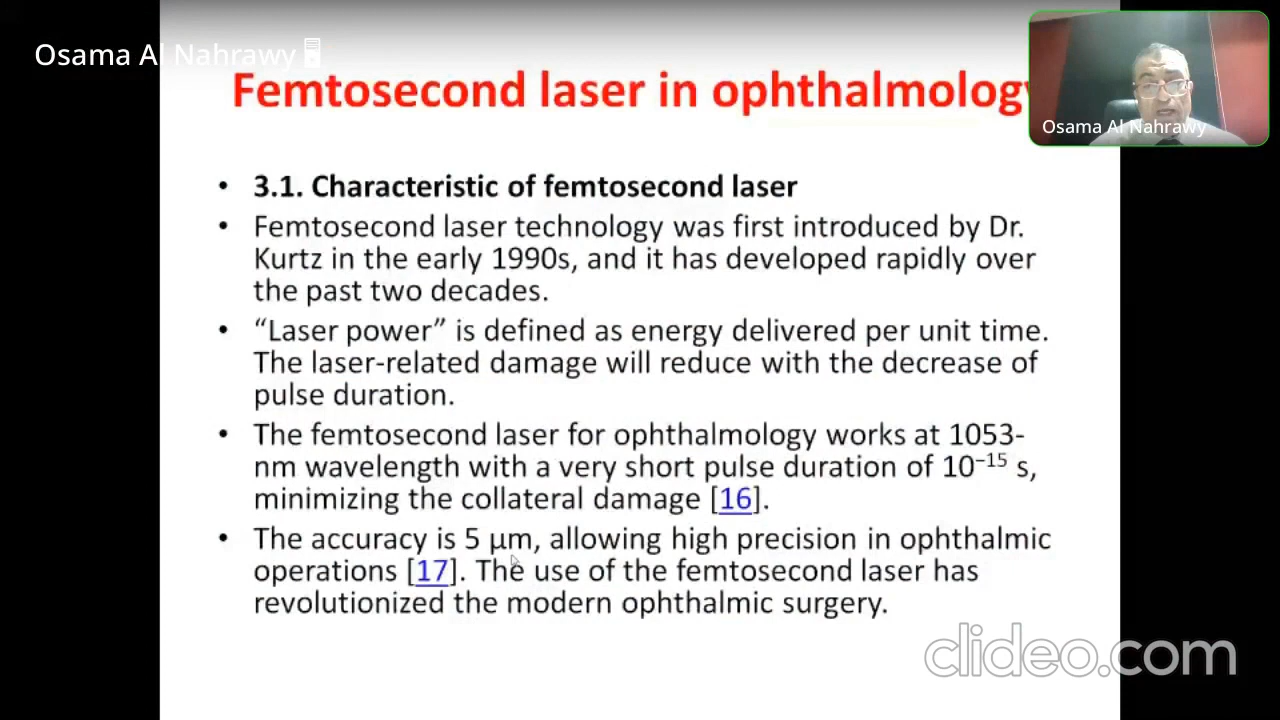 Osama Al Nahrawy
Femtosecond laser in ophthalmology
Osama Al Nahrawy
• 3.1. Characteristic of femtosecond laser
• Femtosecond laser technology was first introduced by Dr.
Kurtz in the early 1990s, and it has developed rapidly over
the past two decades.
• “Laser power” is defined as energy delivered per unit time.
The laser-related damage will reduce with the decrease of
pulse duration.
• The femtosecond laser for ophthalmology works at 1053-
nm wavelength with a very short pulse duration of 10⁻¹⁵ s,
minimizing the collateral damage [16].
• The accuracy is 5 μm, allowing high precision in ophthalmic
operations [17]. The use of the femtosecond laser has
revolutionized the modern ophthalmic surgery.
clideo.com